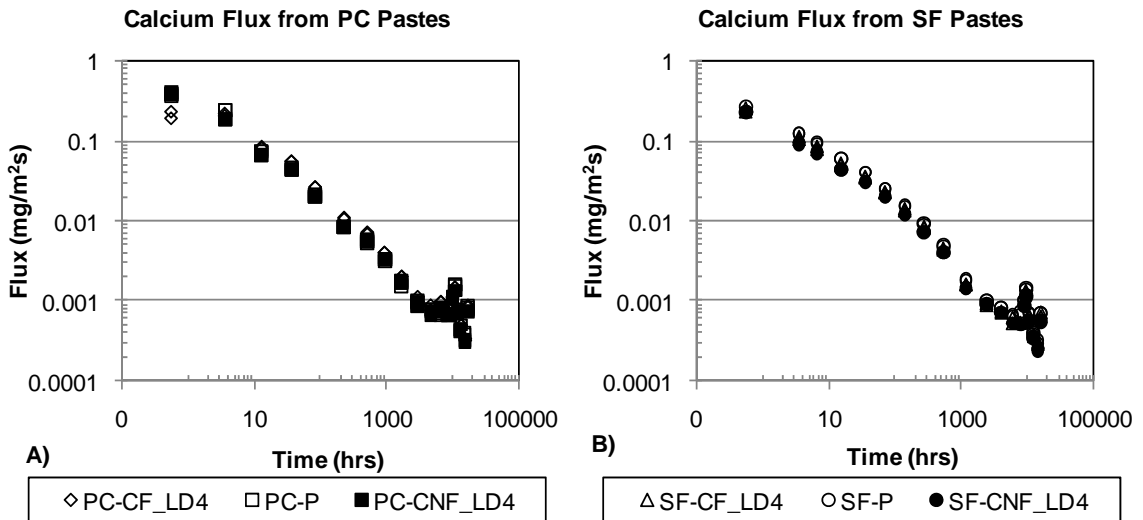 Calcium Flux from PC Pastes
Flux (mg/m²s)
1
0.1
0.01
0.001
0.0001
0 10 1000 100000
Time (hrs)
A)
PC-CF_LD4 PC-P PC-CNF_LD4
Calcium Flux from SF Pastes
Flux (mg/m²s)
1
0.1
0.01
0.001
0.0001
0 10 1000 100000
Time (hrs)
B)
SF-CF_LD4 SF-P SF-CNF_LD4